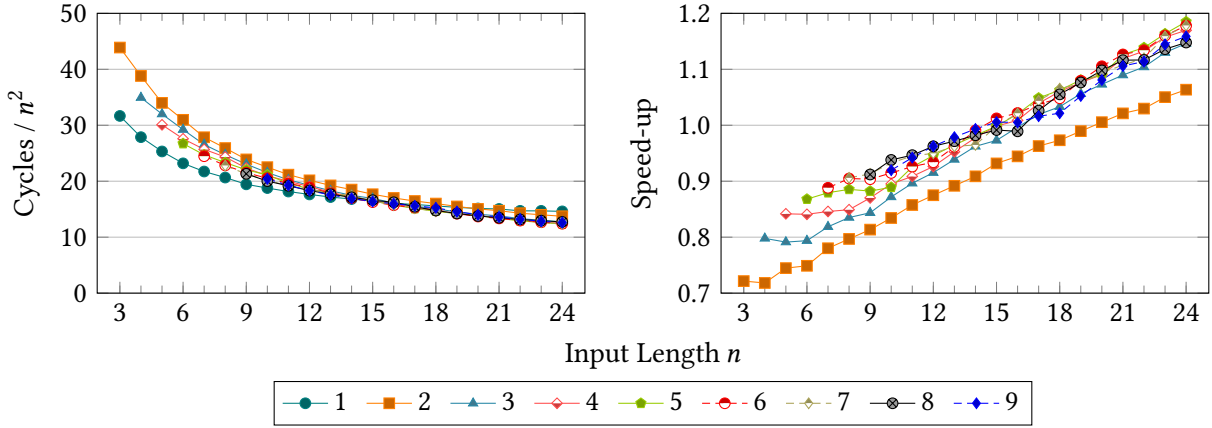 Cycles / n²
50
40
30
20
10
0
3 6 9 12 15 18 21 24
Speed-up
1.2
1.1
1.0
0.9
0.8
0.7
3 6 9 12 15 18 21 24
Input Length n
1 2 3 4 5 6 7 8 9